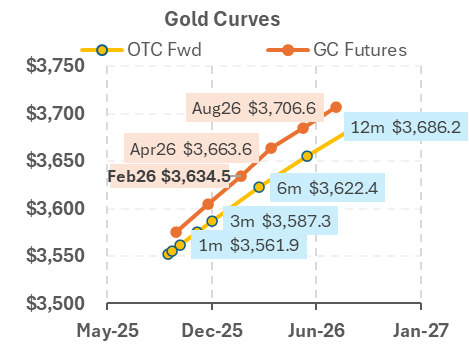 Gold Curves
OTC Fwd GC Futures
$3,750
$3,700
$3,650
$3,600
$3,550
$3,500
Aug26 $3,706.6
12m $3,686.2
Apr26 $3,663.6
Feb26 $3,634.5
6m $3,622.4
3m $3,587.3
1m $3,561.9
May-25 Dec-25 Jun-26 Jan-27